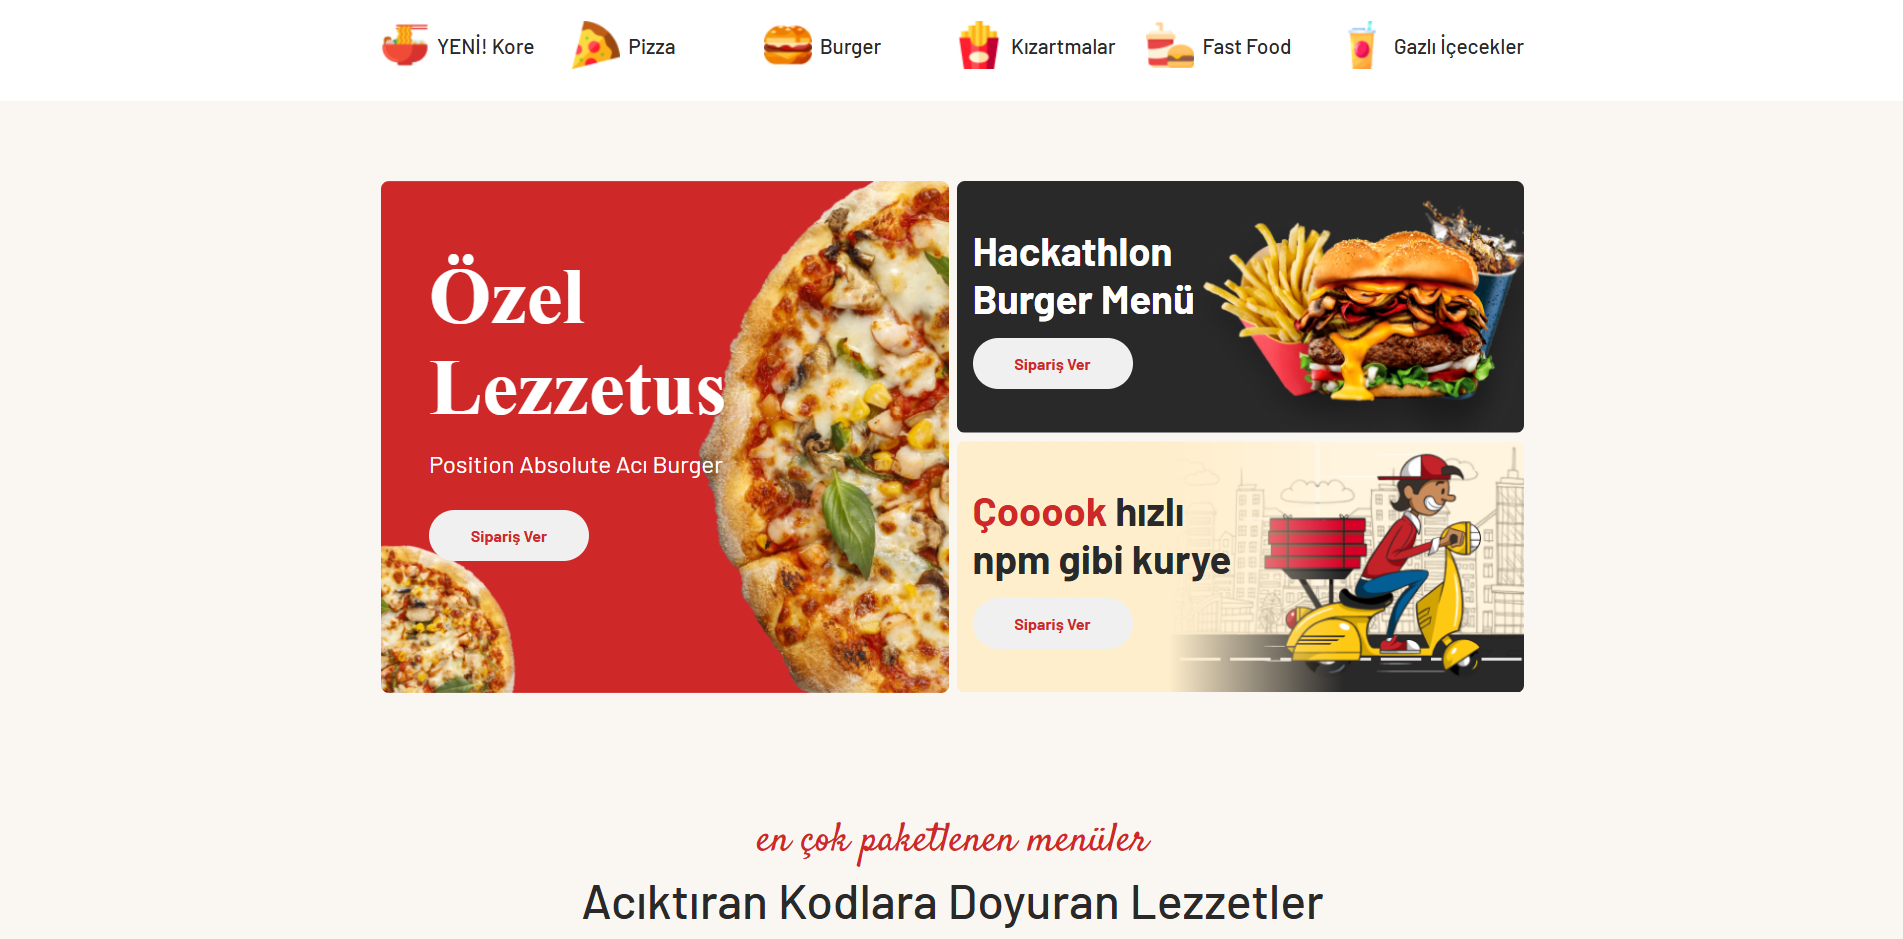 YENİ! Kore
Pizza
Burger
Kızartmalar
Fast Food
Gazlı İçecekler
Özel
Lezzetus
Position Absolute Acı Burger
Sipariş Ver
Hackathlon
Burger Menü
Sipariş Ver
Çooook hızlı
npm gibi kurye
Sipariş Ver
en çok paketlenen menüler
Acıktıran Kodlara Doyuran Lezzetler